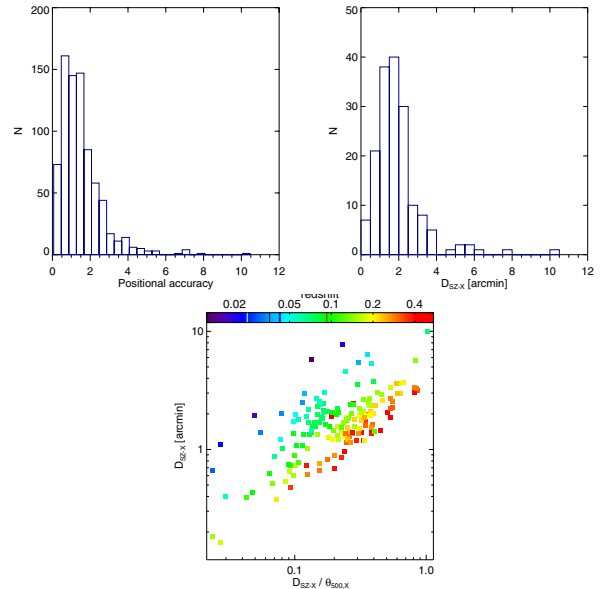 200
150
100
50
0
N
0 2 4 6 8 10 12
Positional accuracy
50
40
30
20
10
0
N
0 2 4 6 8 10 12
D_SZ-X [arcmin]
redshift
0.02 0.05 0.1 0.2 0.4
10
1
D_SZ-X [arcmin]
0.1 1.0
D_SZ-X / θ_500,X